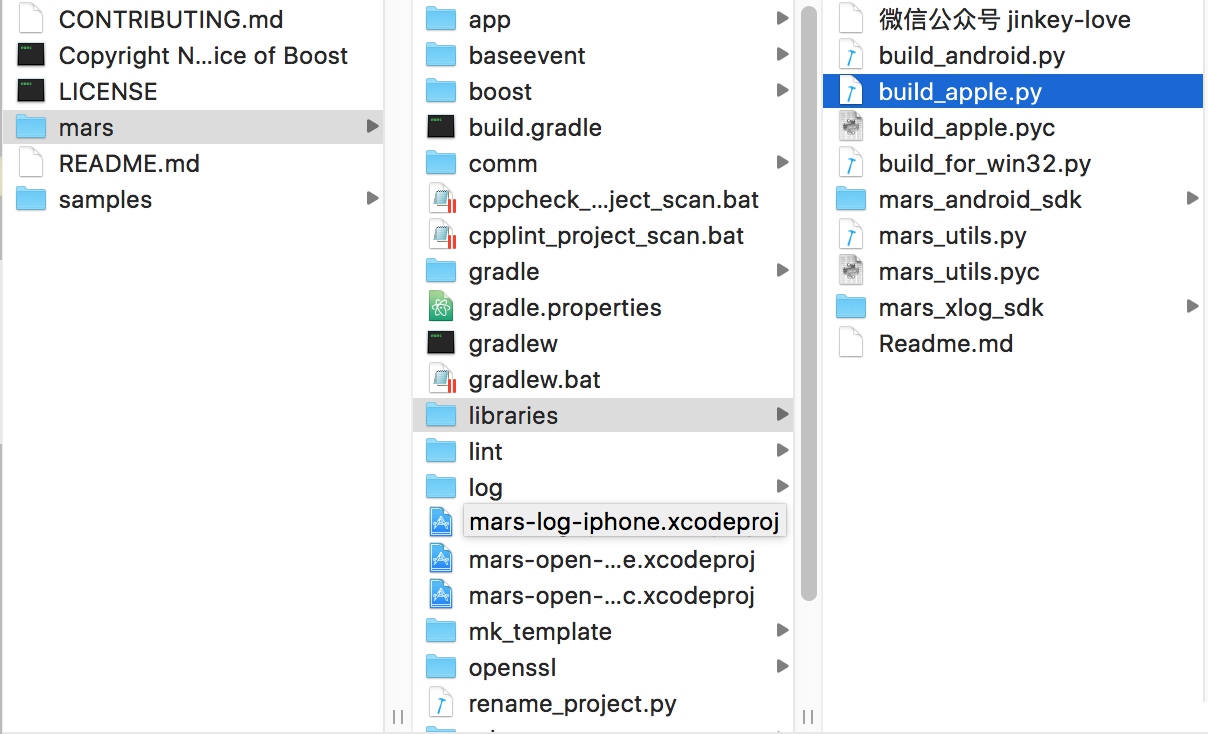 CONTRIBUTING.md
Copyright N...ice of Boost
LICENSE
mars
README.md
samples
app
baseevent
boost
build.gradle
comm
cppcheck_...ject_scan.bat
cpplint_project_scan.bat
gradle
gradle.properties
gradlew
gradlew.bat
libraries
lint
log
mars-log-iphone.xcodeproj
mars-open-...e.xcodeproj
mars-open-...c.xcodeproj
mk_template
openssl
rename_project.py
微信公众号 jinkey-love
build_android.py
build_apple.py
build_apple.pyc
build_for_win32.py
mars_android_sdk
mars_utils.py
mars_utils.pyc
mars_xlog_sdk
Readme.md